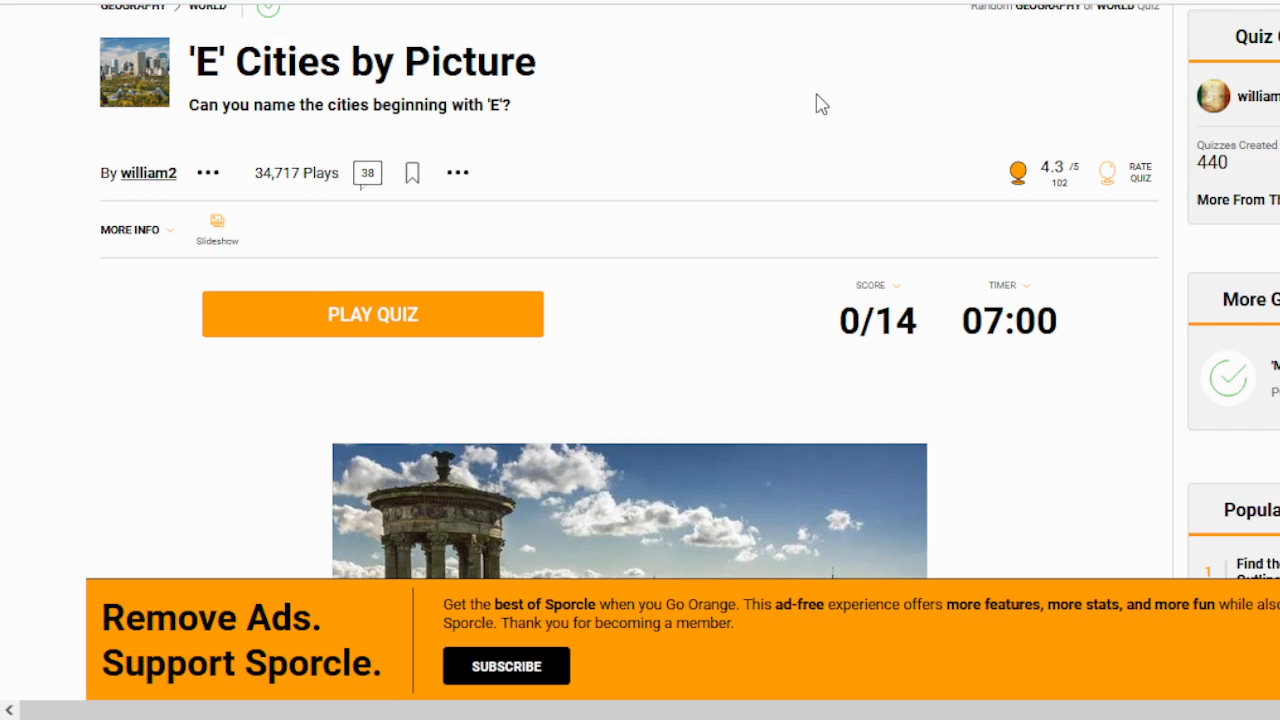 GEOGRAPHY > WORLD
Random GEOGRAPHY or WORLD Quiz
'E' Cities by Picture
Can you name the cities beginning with 'E'?
By william2 ••• 34,717 Plays 38 •••
4.3 /5
102
RATE
QUIZ
MORE INFO
Slideshow
PLAY QUIZ
SCORE
0/14
TIMER
07:00
Quiz
william
Quizzes Created
440
More From
More
Popula
1
Find
Remove Ads.
Support Sporcle.
Get the best of Sporcle when you Go Orange. This ad-free experience offers more features, more stats, and more fun while also
Sporcle. Thank you for becoming a member.
SUBSCRIBE